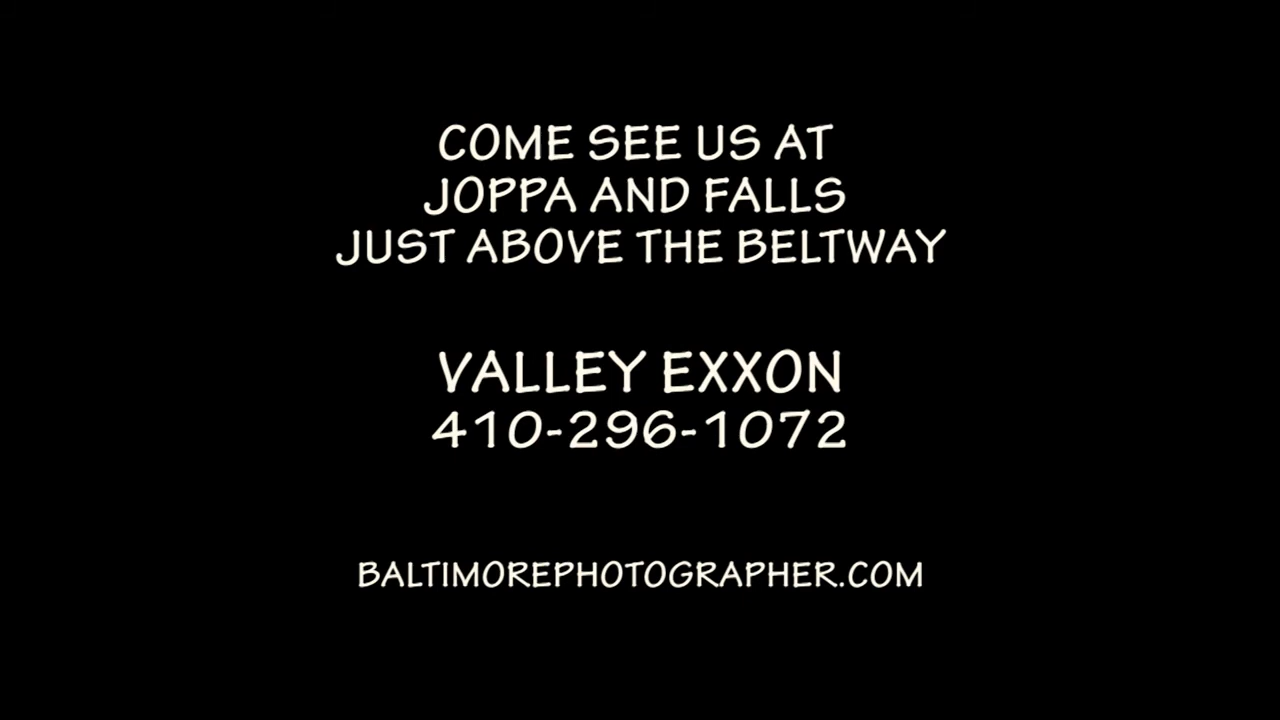 COME SEE US AT
JOPPA AND FALLS
JUST ABOVE THE BELTWAY
VALLEY EXXON
410-296-1072
BALTIMOREPHOTOGRAPHER.COM